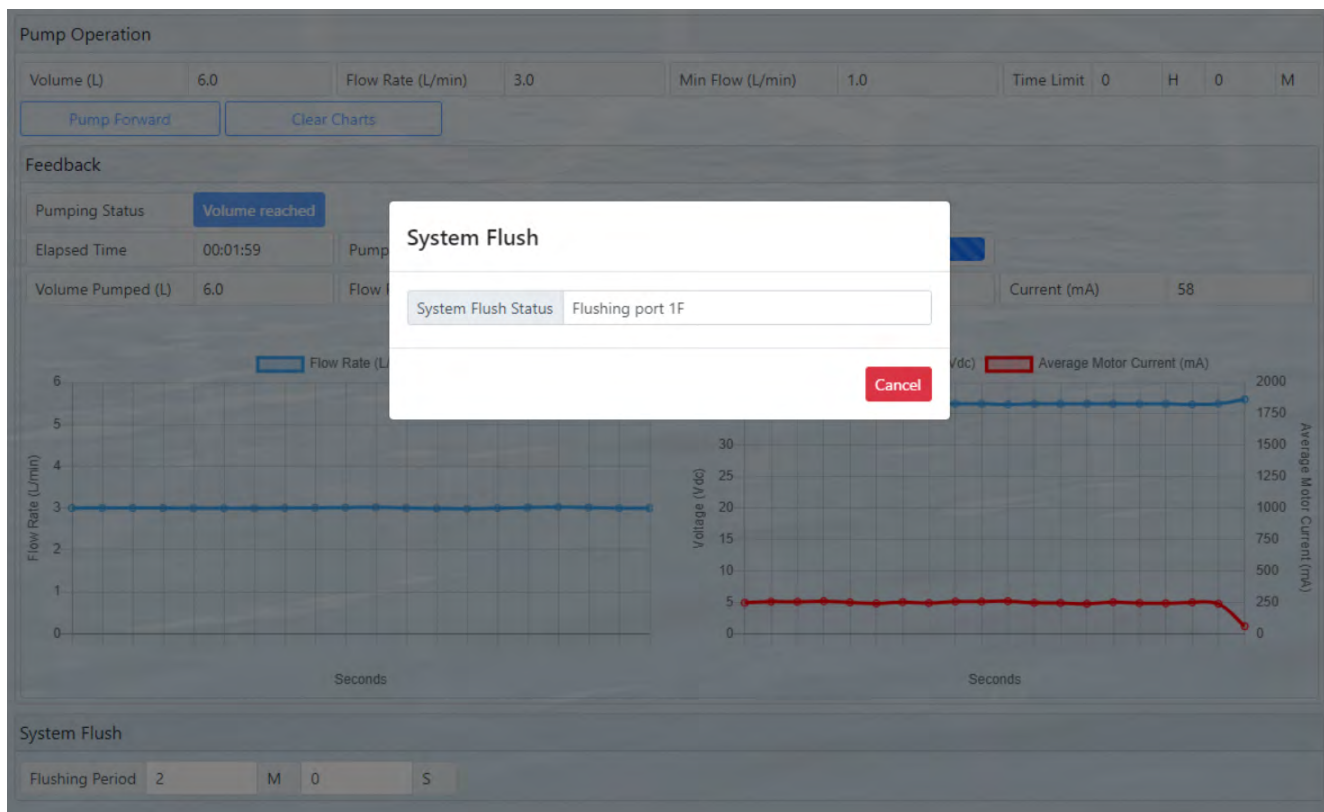 Pump Operation
Volume (L) 6.0 Flow Rate (L/min) 3.0 Min Flow (L/min) 1.0 Time Limit 0 H 0 M
Pump Forward Clear Charts
Feedback
Pumping Status Volume reached
Elapsed Time 00:01:59 Pump
Volume Pumped (L) 6.0 Flow Current (mA) 58
System Flush
System Flush Status Flushing port 1F
Cancel
Flow Rate (L/
6
5
4
3
2
1
0
Flow Rate (L/min)
Seconds
Vdc) Average Motor Current (mA)
30
25
20
15
10
5
0
Voltage (Vdc)
2000
1750
1500
1250
1000
750
500
250
0
Average Motor Current (mA)
Seconds
System Flush
Flushing Period 2 M 0 S